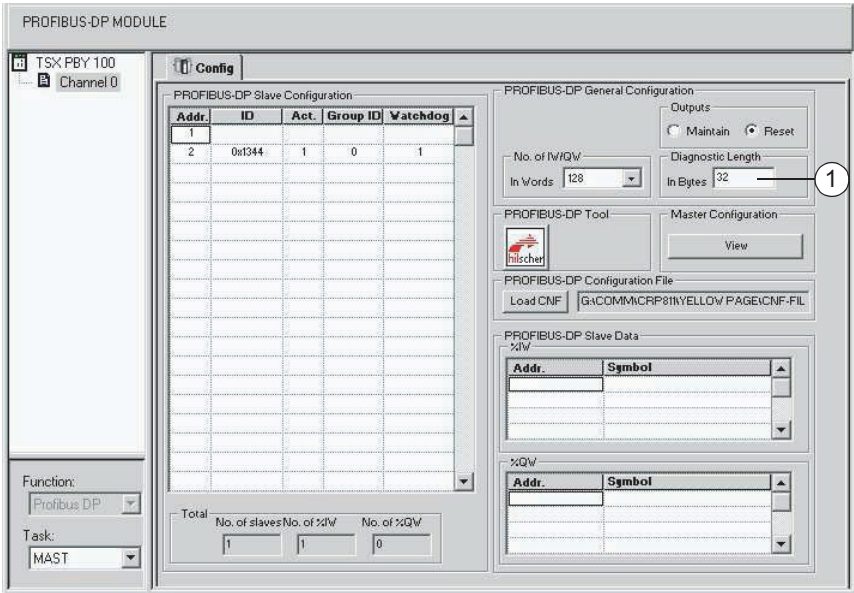 PROFIBUS-DP MODULE
TSX PBY 100
Channel 0
Config
PROFIBUS-DP Slave Configuration
Addr. ID Act. Group ID Watchdog
1
2 0x1344 1 0 1
Total
No. of slaves No. of %IW No. of %QW
1 1 0
Function:
Profibus DP
Task:
MAST
PROFIBUS-DP General Configuration
Outputs
Maintain Reset
No. of IW/QW
In Words 128
Diagnostic Length
In Bytes 32
1
PROFIBUS-DP Tool
hilscher
Master Configuration
View
PROFIBUS-DP Configuration File
Load CNF G:\COMM\CRP811\YELLOW PAGE\CNF-FIL
PROFIBUS-DP Slave Data
%IW
Addr. Symbol
%QW
Addr. Symbol